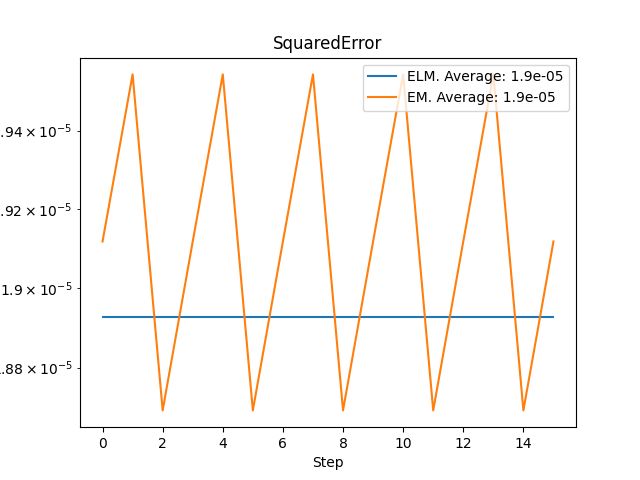 SquaredError
ELM. Average: 1.9e-05
EM. Average: 1.9e-05
.94 × 10⁻⁵
.92 × 10⁻⁵
1.9 × 10⁻⁵
.88 × 10⁻⁵
0 2 4 6 8 10 12 14
Step